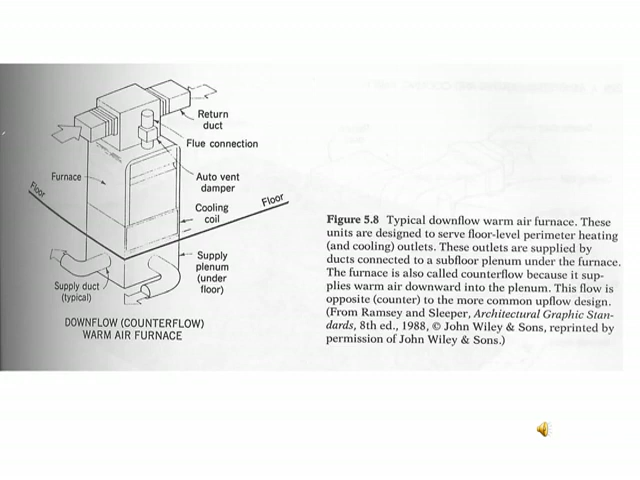 Return
duct
Flue connection
Furnace
Auto vent
damper
Floor
Cooling
coil
Floor
Supply
plenum
(under
floor)
Supply duct
(typical)
DOWNFLOW (COUNTERFLOW)
WARM AIR FURNACE
Figure 5.8 Typical downflow warm air furnace. These
units are designed to serve floor-level perimeter heating
(and cooling) outlets. These outlets are supplied by
ducts connected to a subfloor plenum under the furnace.
The furnace is also called counterflow because it sup-
plies warm air downward into the plenum. This flow is
opposite (counter) to the more common upflow design.
(From Ramsey and Sleeper, Architectural Graphic Stan-
dards, 8th ed., 1988, © John Wiley & Sons, reprinted by
permission of John Wiley & Sons.)